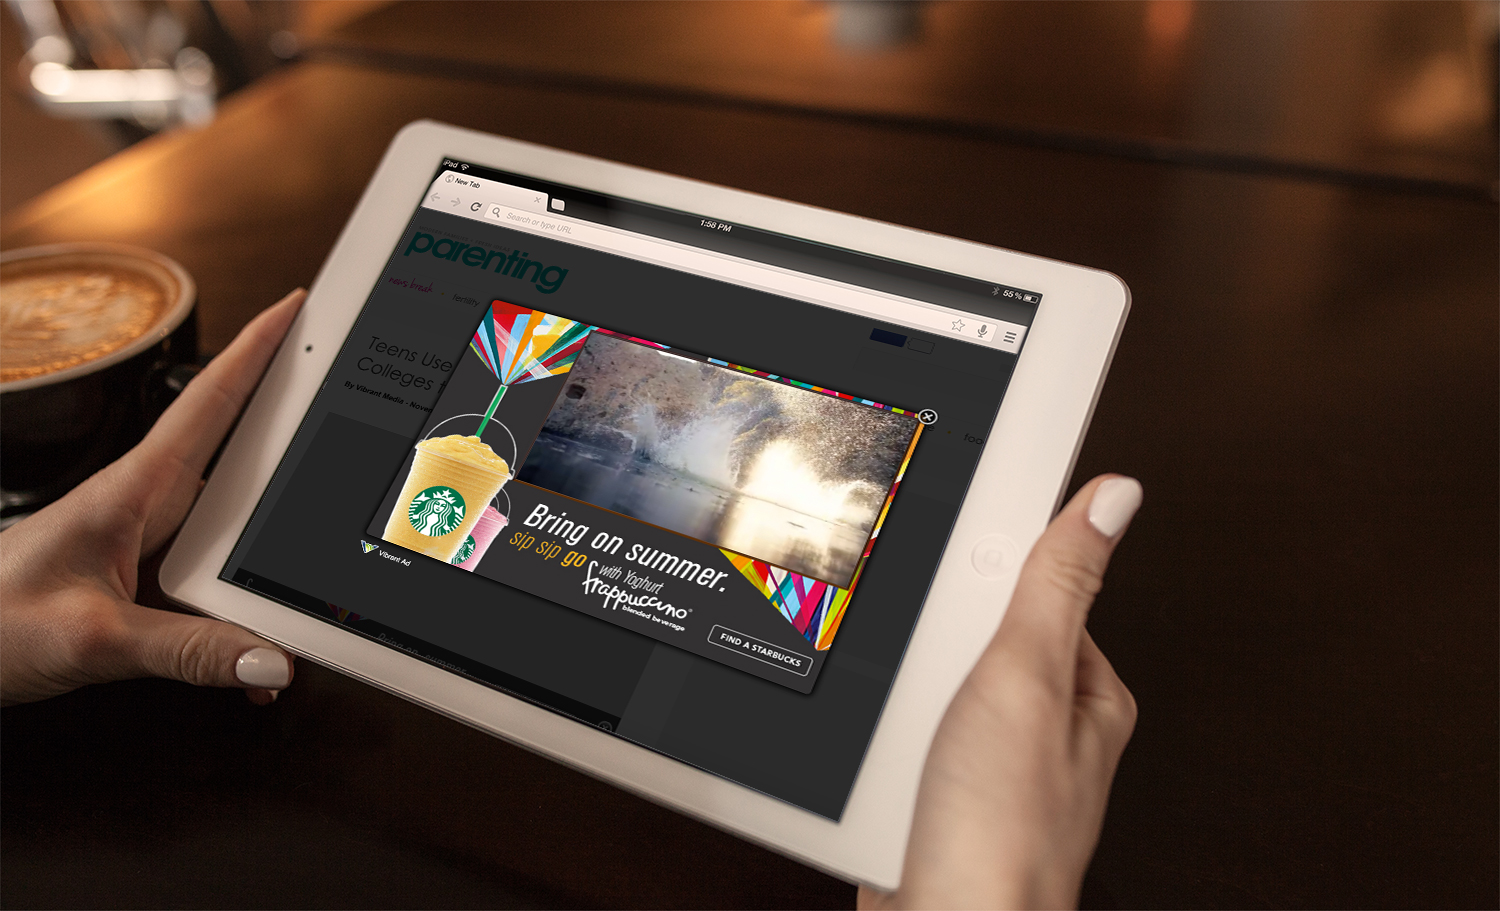 iPad
1:56 PM
55%
New Tab
Search or type URL
parenting
news break
fertility
food
Teens Use
Colleges
By Vibrant Media - Nove
Bring on summer.
sip sip go
with Yoghurt
frappuccino®
blended beverage
FIND A STARBUCKS
Vibrant Ad
Bring on summer